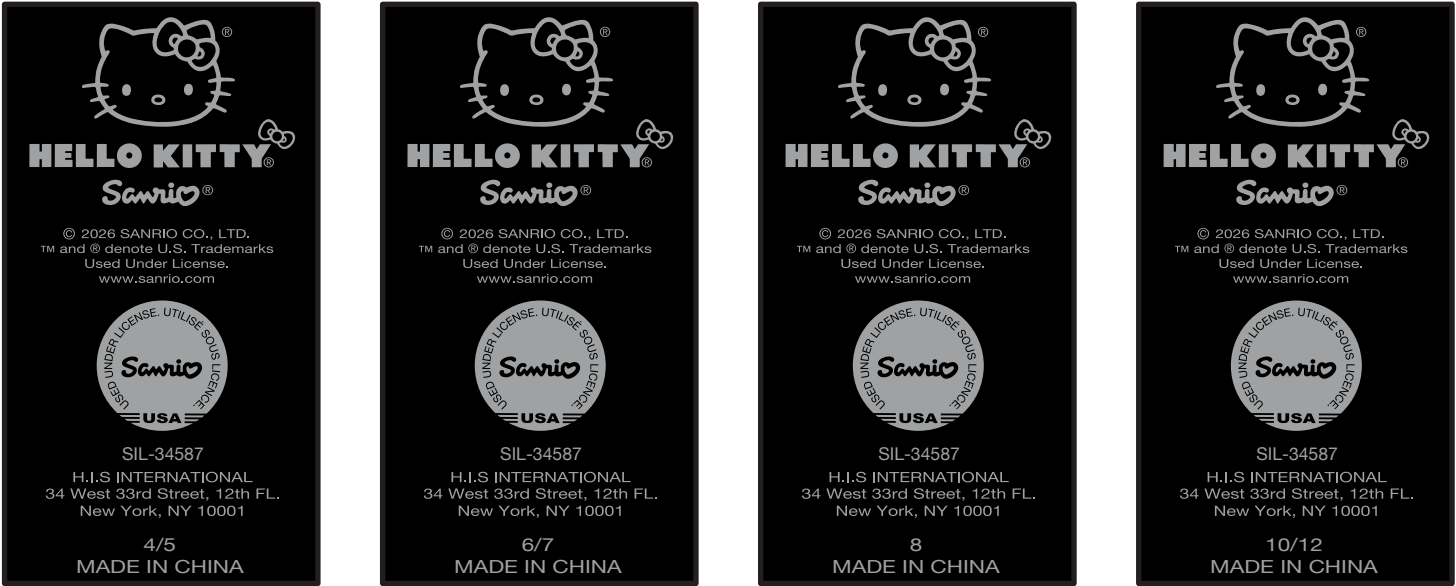 ®
HELLO KITTY®
Sanrio®
© 2026 SANRIO CO., LTD.
TM and ® denote U.S. Trademarks
Used Under License.
www.sanrio.com
USED UNDER LICENSE. UTILISÉ SOUS LICENCE.
Sanrio
USA
SIL-34587
H.I.S INTERNATIONAL
34 West 33rd Street, 12th FL.
New York, NY 10001
4/5
MADE IN CHINA
®
HELLO KITTY®
Sanrio®
© 2026 SANRIO CO., LTD.
TM and ® denote U.S. Trademarks
Used Under License.
www.sanrio.com
USED UNDER LICENSE. UTILISÉ SOUS LICENCE.
Sanrio
USA
SIL-34587
H.I.S INTERNATIONAL
34 West 33rd Street, 12th FL.
New York, NY 10001
6/7
MADE IN CHINA
®
HELLO KITTY®
Sanrio®
© 2026 SANRIO CO., LTD.
TM and ® denote U.S. Trademarks
Used Under License.
www.sanrio.com
USED UNDER LICENSE. UTILISÉ SOUS LICENCE.
Sanrio
USA
SIL-34587
H.I.S INTERNATIONAL
34 West 33rd Street, 12th FL.
New York, NY 10001
8
MADE IN CHINA
®
HELLO KITTY®
Sanrio®
© 2026 SANRIO CO., LTD.
TM and ® denote U.S. Trademarks
Used Under License.
www.sanrio.com
USED UNDER LICENSE. UTILISÉ SOUS LICENCE.
Sanrio
USA
SIL-34587
H.I.S INTERNATIONAL
34 West 33rd Street, 12th FL.
New York, NY 10001
10/12
MADE IN CHINA